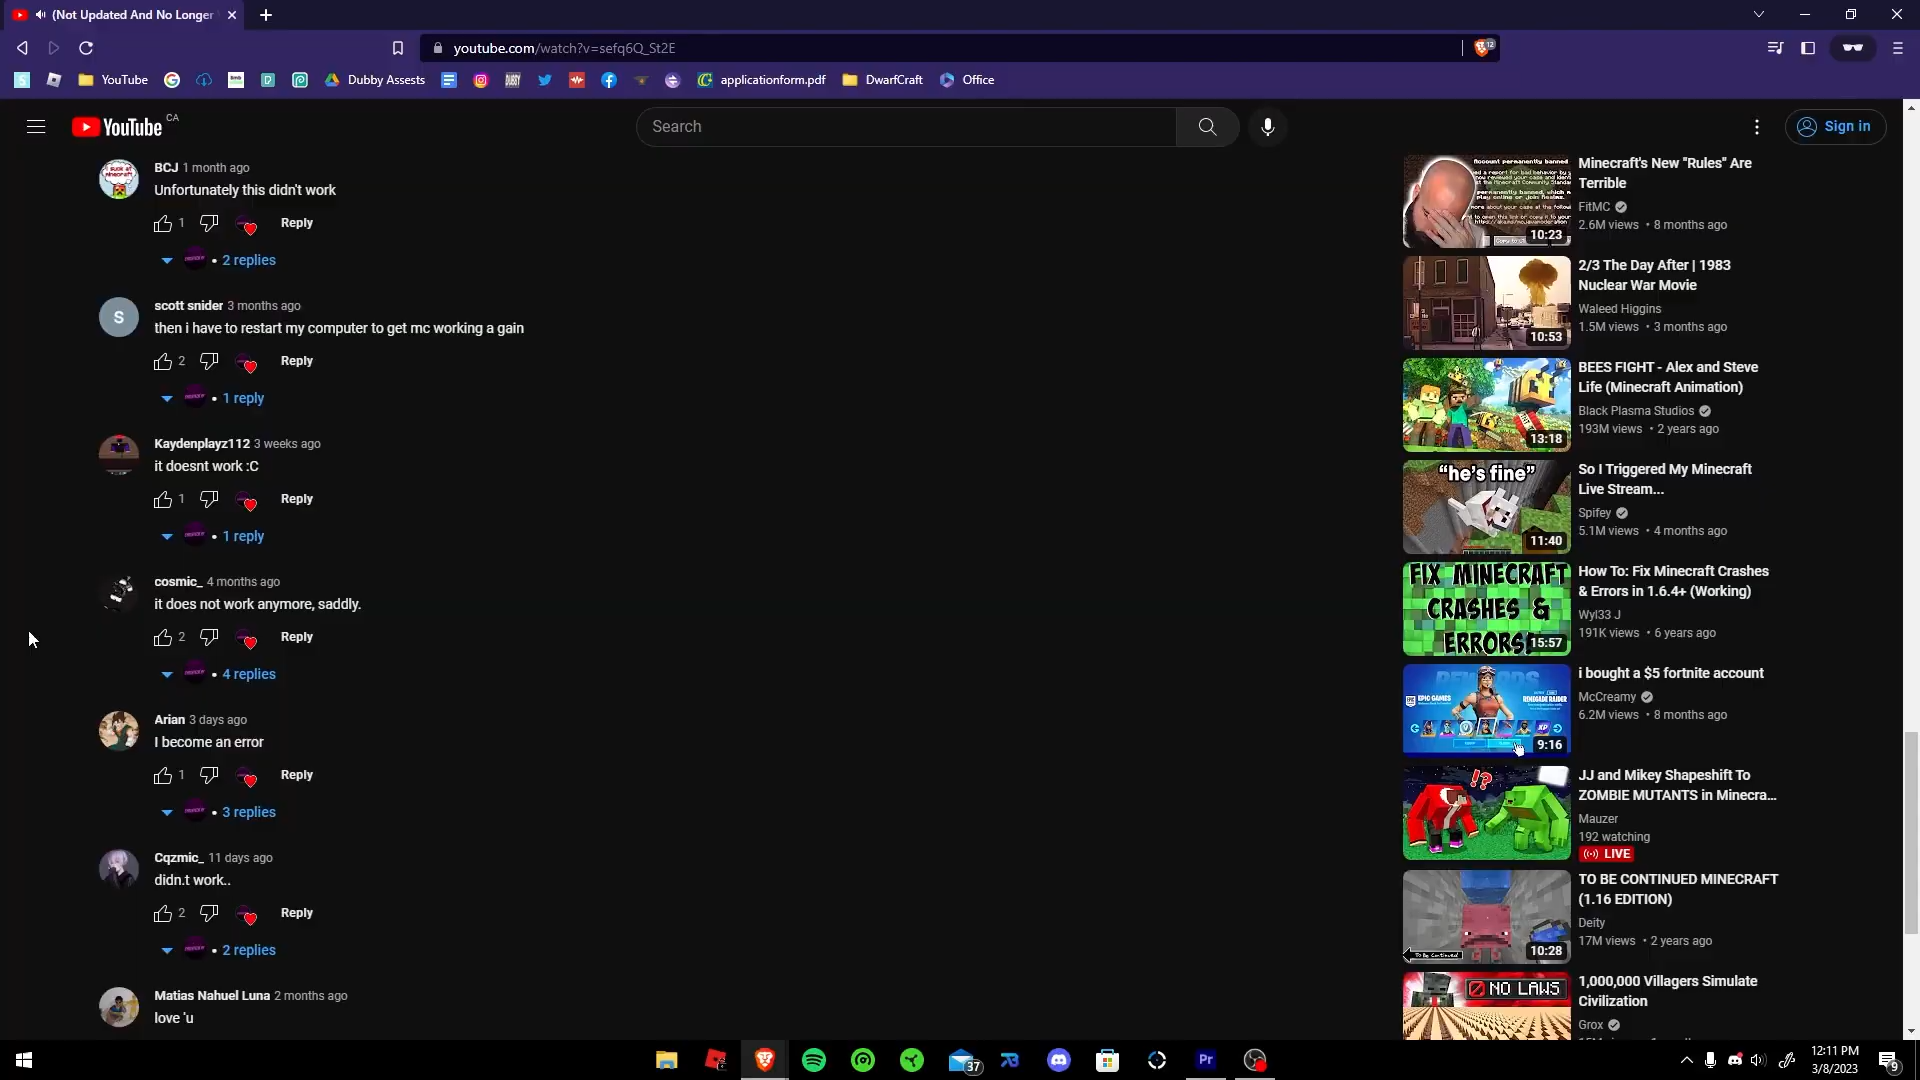 (Not Updated And No Longer
youtube.com/watch?v=sefq6Q_St2E
12
YouTube
Dubby Assests
applicationform.pdf
DwarfCraft
Office
YouTube CA
Search
Sign in
BCJ 1 month ago
Unfortunately this didn't work
1 Reply
• 2 replies
scott snider 3 months ago
then i have to restart my computer to get mc working a gain
2 Reply
• 1 reply
Kaydenplayz112 3 weeks ago
it doesnt work :C
1 Reply
• 1 reply
cosmic_ 4 months ago
it does not work anymore, saddly.
2 Reply
• 4 replies
Arian 3 days ago
I become an error
1 Reply
• 3 replies
Cqzmic_ 11 days ago
didn.t work..
2 Reply
• 2 replies
Matias Nahuel Luna 2 months ago
love 'u
S
Account permanently banned
10:23
Minecraft's New "Rules" Are
Terrible
FitMC
2.6M views • 8 months ago
10:53
2/3 The Day After | 1983
Nuclear War Movie
Waleed Higgins
1.5M views • 3 months ago
13:18
BEES FIGHT - Alex and Steve
Life (Minecraft Animation)
Black Plasma Studios
193M views • 2 years ago
"he's fine"
11:40
So I Triggered My Minecraft
Live Stream...
Spifey
5.1M views • 4 months ago
FIX MINECRAFT
CRASHES &
ERRORS
15:57
How To: Fix Minecraft Crashes
& Errors in 1.6.4+ (Working)
Wyl33 J
191K views • 6 years ago
EPIC GAMES
RENEGADE RAIDER
9:16
i bought a $5 fortnite account
McCreamy
6.2M views • 8 months ago
!?
JJ and Mikey Shapeshift To
ZOMBIE MUTANTS in Minecra...
Mauzer
192 watching
LIVE
To Be Continued
10:28
TO BE CONTINUED MINECRAFT
(1.16 EDITION)
Deity
17M views • 2 years ago
NO LAWS
1,000,000 Villagers Simulate
Civilization
Grox
37
Pr
12:11 PM
3/8/2023
9